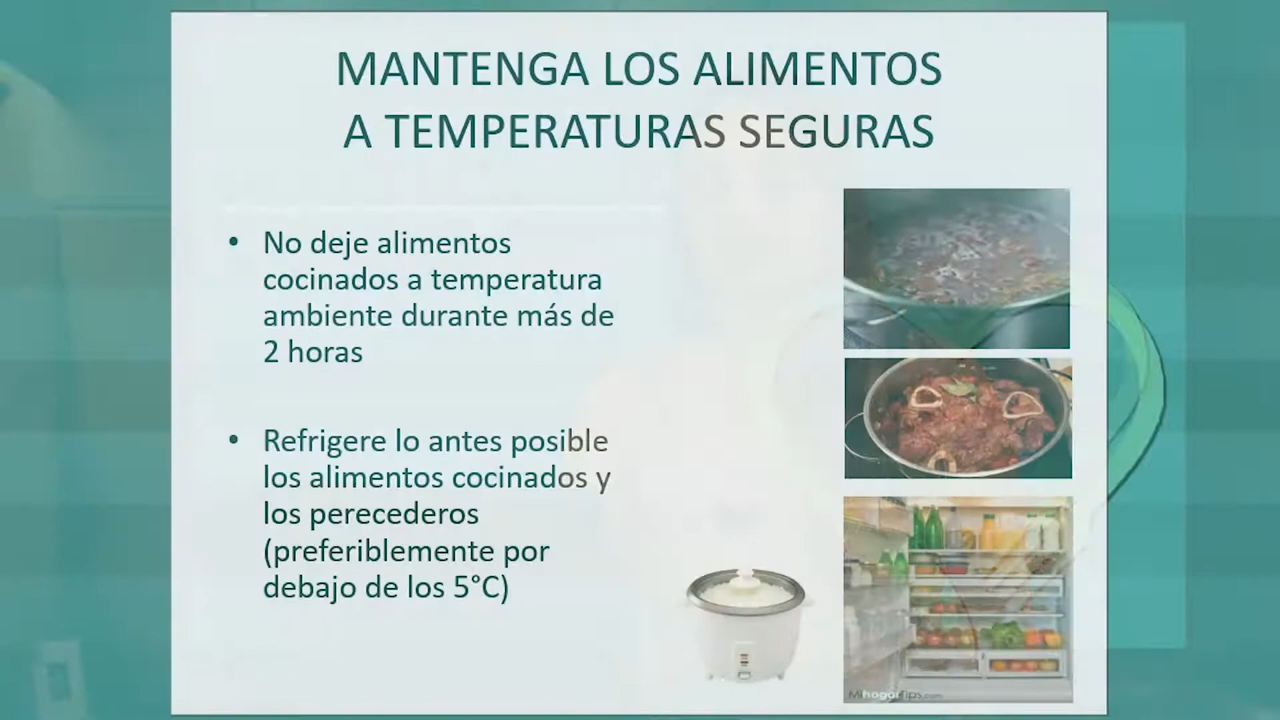 MANTENGA LOS ALIMENTOS
A TEMPERATURAS SEGURAS
• No deje alimentos
cocinados a temperatura
ambiente durante más de
2 horas
• Refrigere lo antes posible
los alimentos cocinados y
los perecederos
(preferiblemente por
debajo de los 5°C)
MihogarTips.com